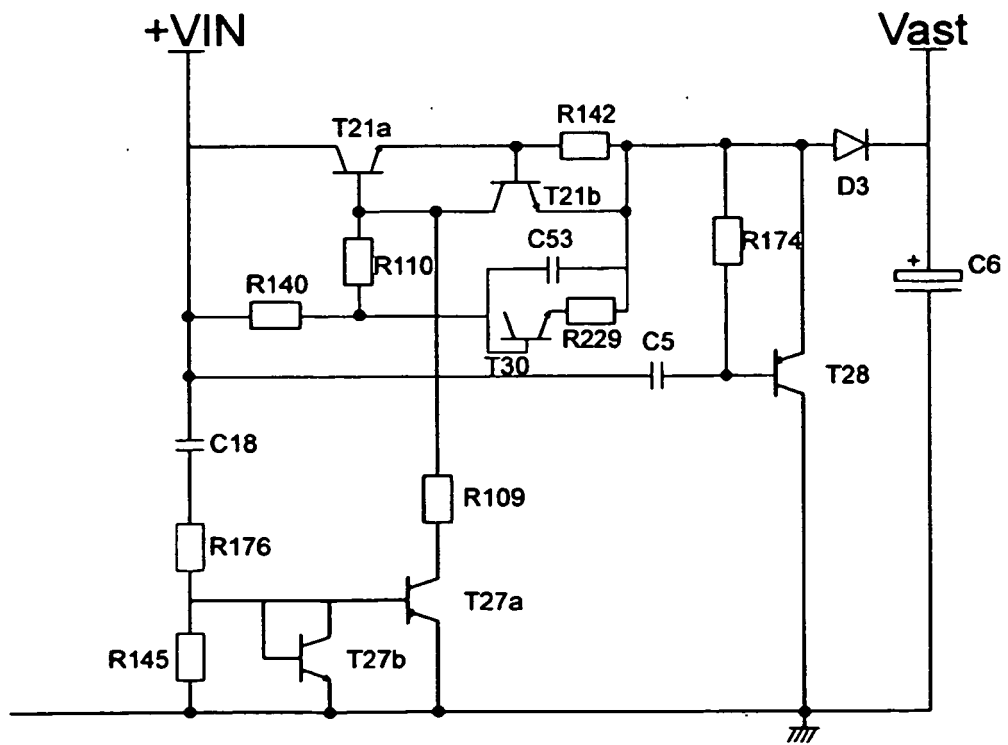 +VIN
Vast
R142
T21a
D3
T21b
R174
C53
R110
C6
+
R140
R229
C5
T30
T28
C18
R109
R176
T27a
R145
T27b